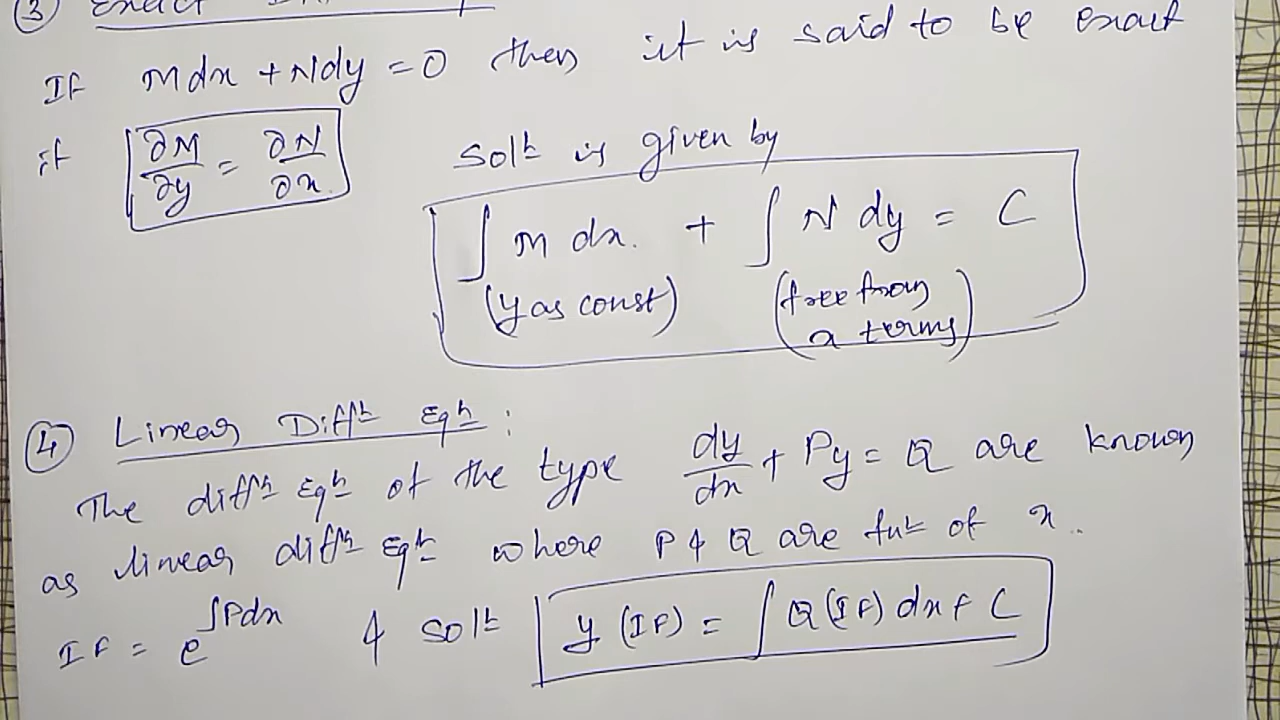 (3) Exact
If Mdx + Ndy = 0 then it is said to be exact
if ∂M/∂y = ∂N/∂x. Solⁿ is given by
∫ M dx. + ∫ N dy = C
(y as const) (free from x terms)
(4) Linear Diffⁿ Eqⁿ :
The diffⁿ Eqⁿ of the type dy/dx + Py = Q are known
as linear diffⁿ Eqⁿ where P & Q are fuⁿ of x..
IF = e^∫Pdx & Solⁿ y (IF) = ∫ Q (IF) dx + C